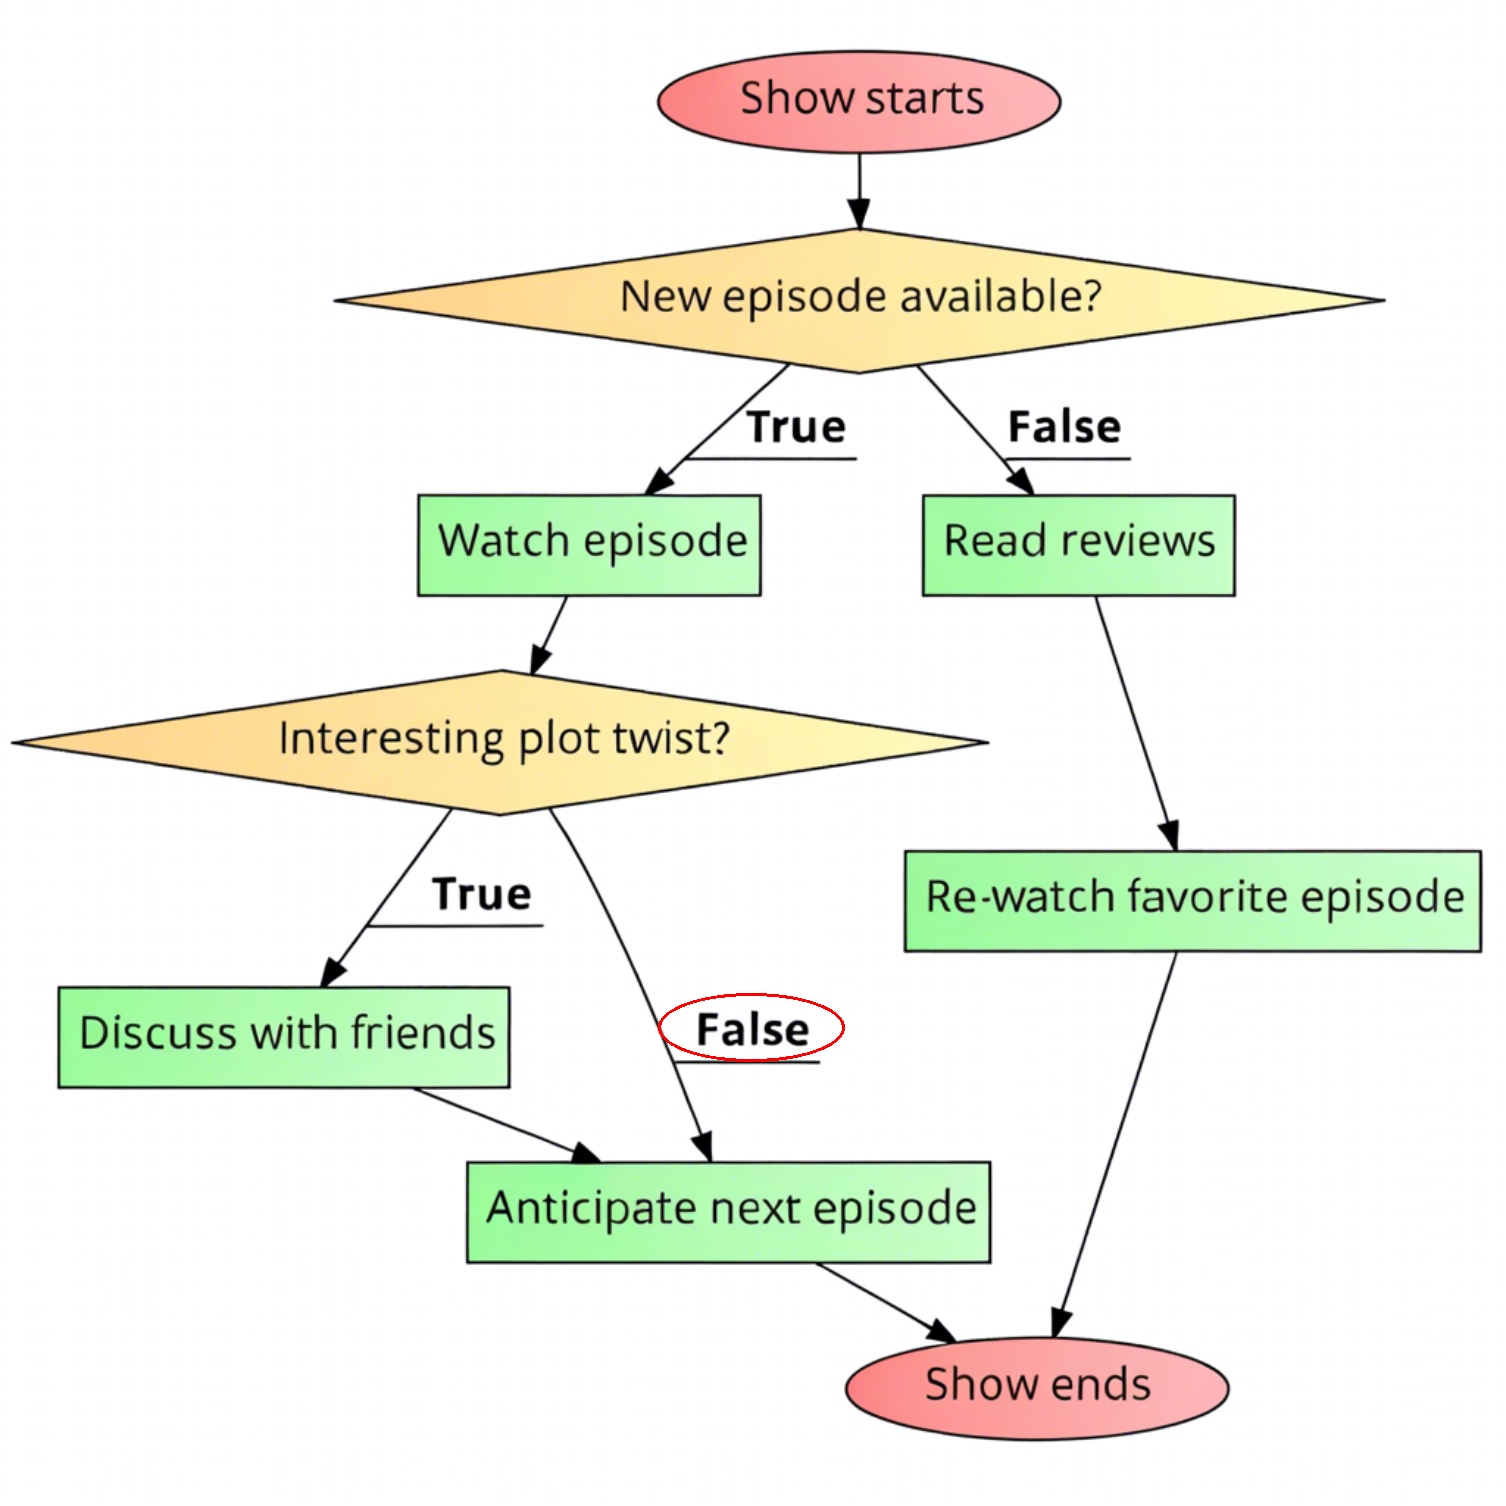 Show starts
New episode available?
True
False
Watch episode
Read reviews
Interesting plot twist?
True
Re-watch favorite episode
Discuss with friends
False
Anticipate next episode
Show ends